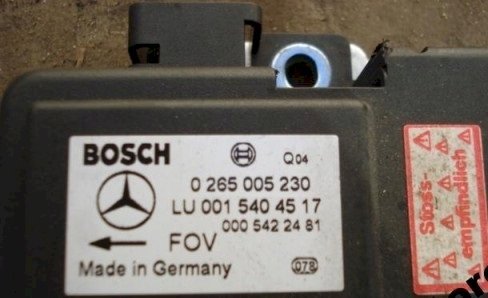 BOSCH
Q04
0 265 005 230
LU 001 540 45 17
000 542 24 81
FOV
Made in Germany
078
Stoss-
empfindlich